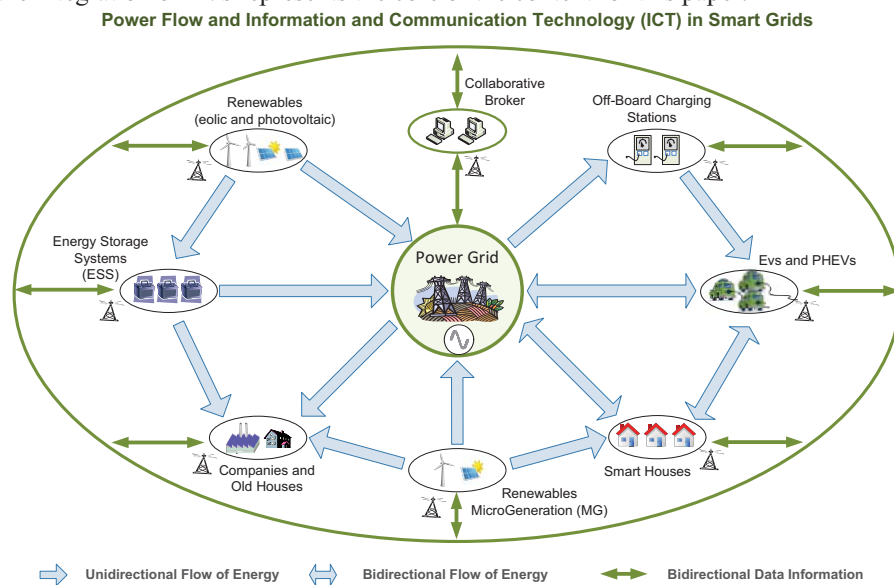 Power Flow and Information and Communication Technology (ICT) in Smart Grids
Collaborative
Broker
Renewables
(eolic and photovoltaic)
Off-Board Charging
Stations
Energy Storage
Systems
(ESS)
Power Grid
Evs and PHEVs
Companies and
Old Houses
Smart Houses
Renewables
MicroGeneration (MG)
Unidirectional Flow of Energy
Bidirectional Flow of Energy
Bidirectional Data Information